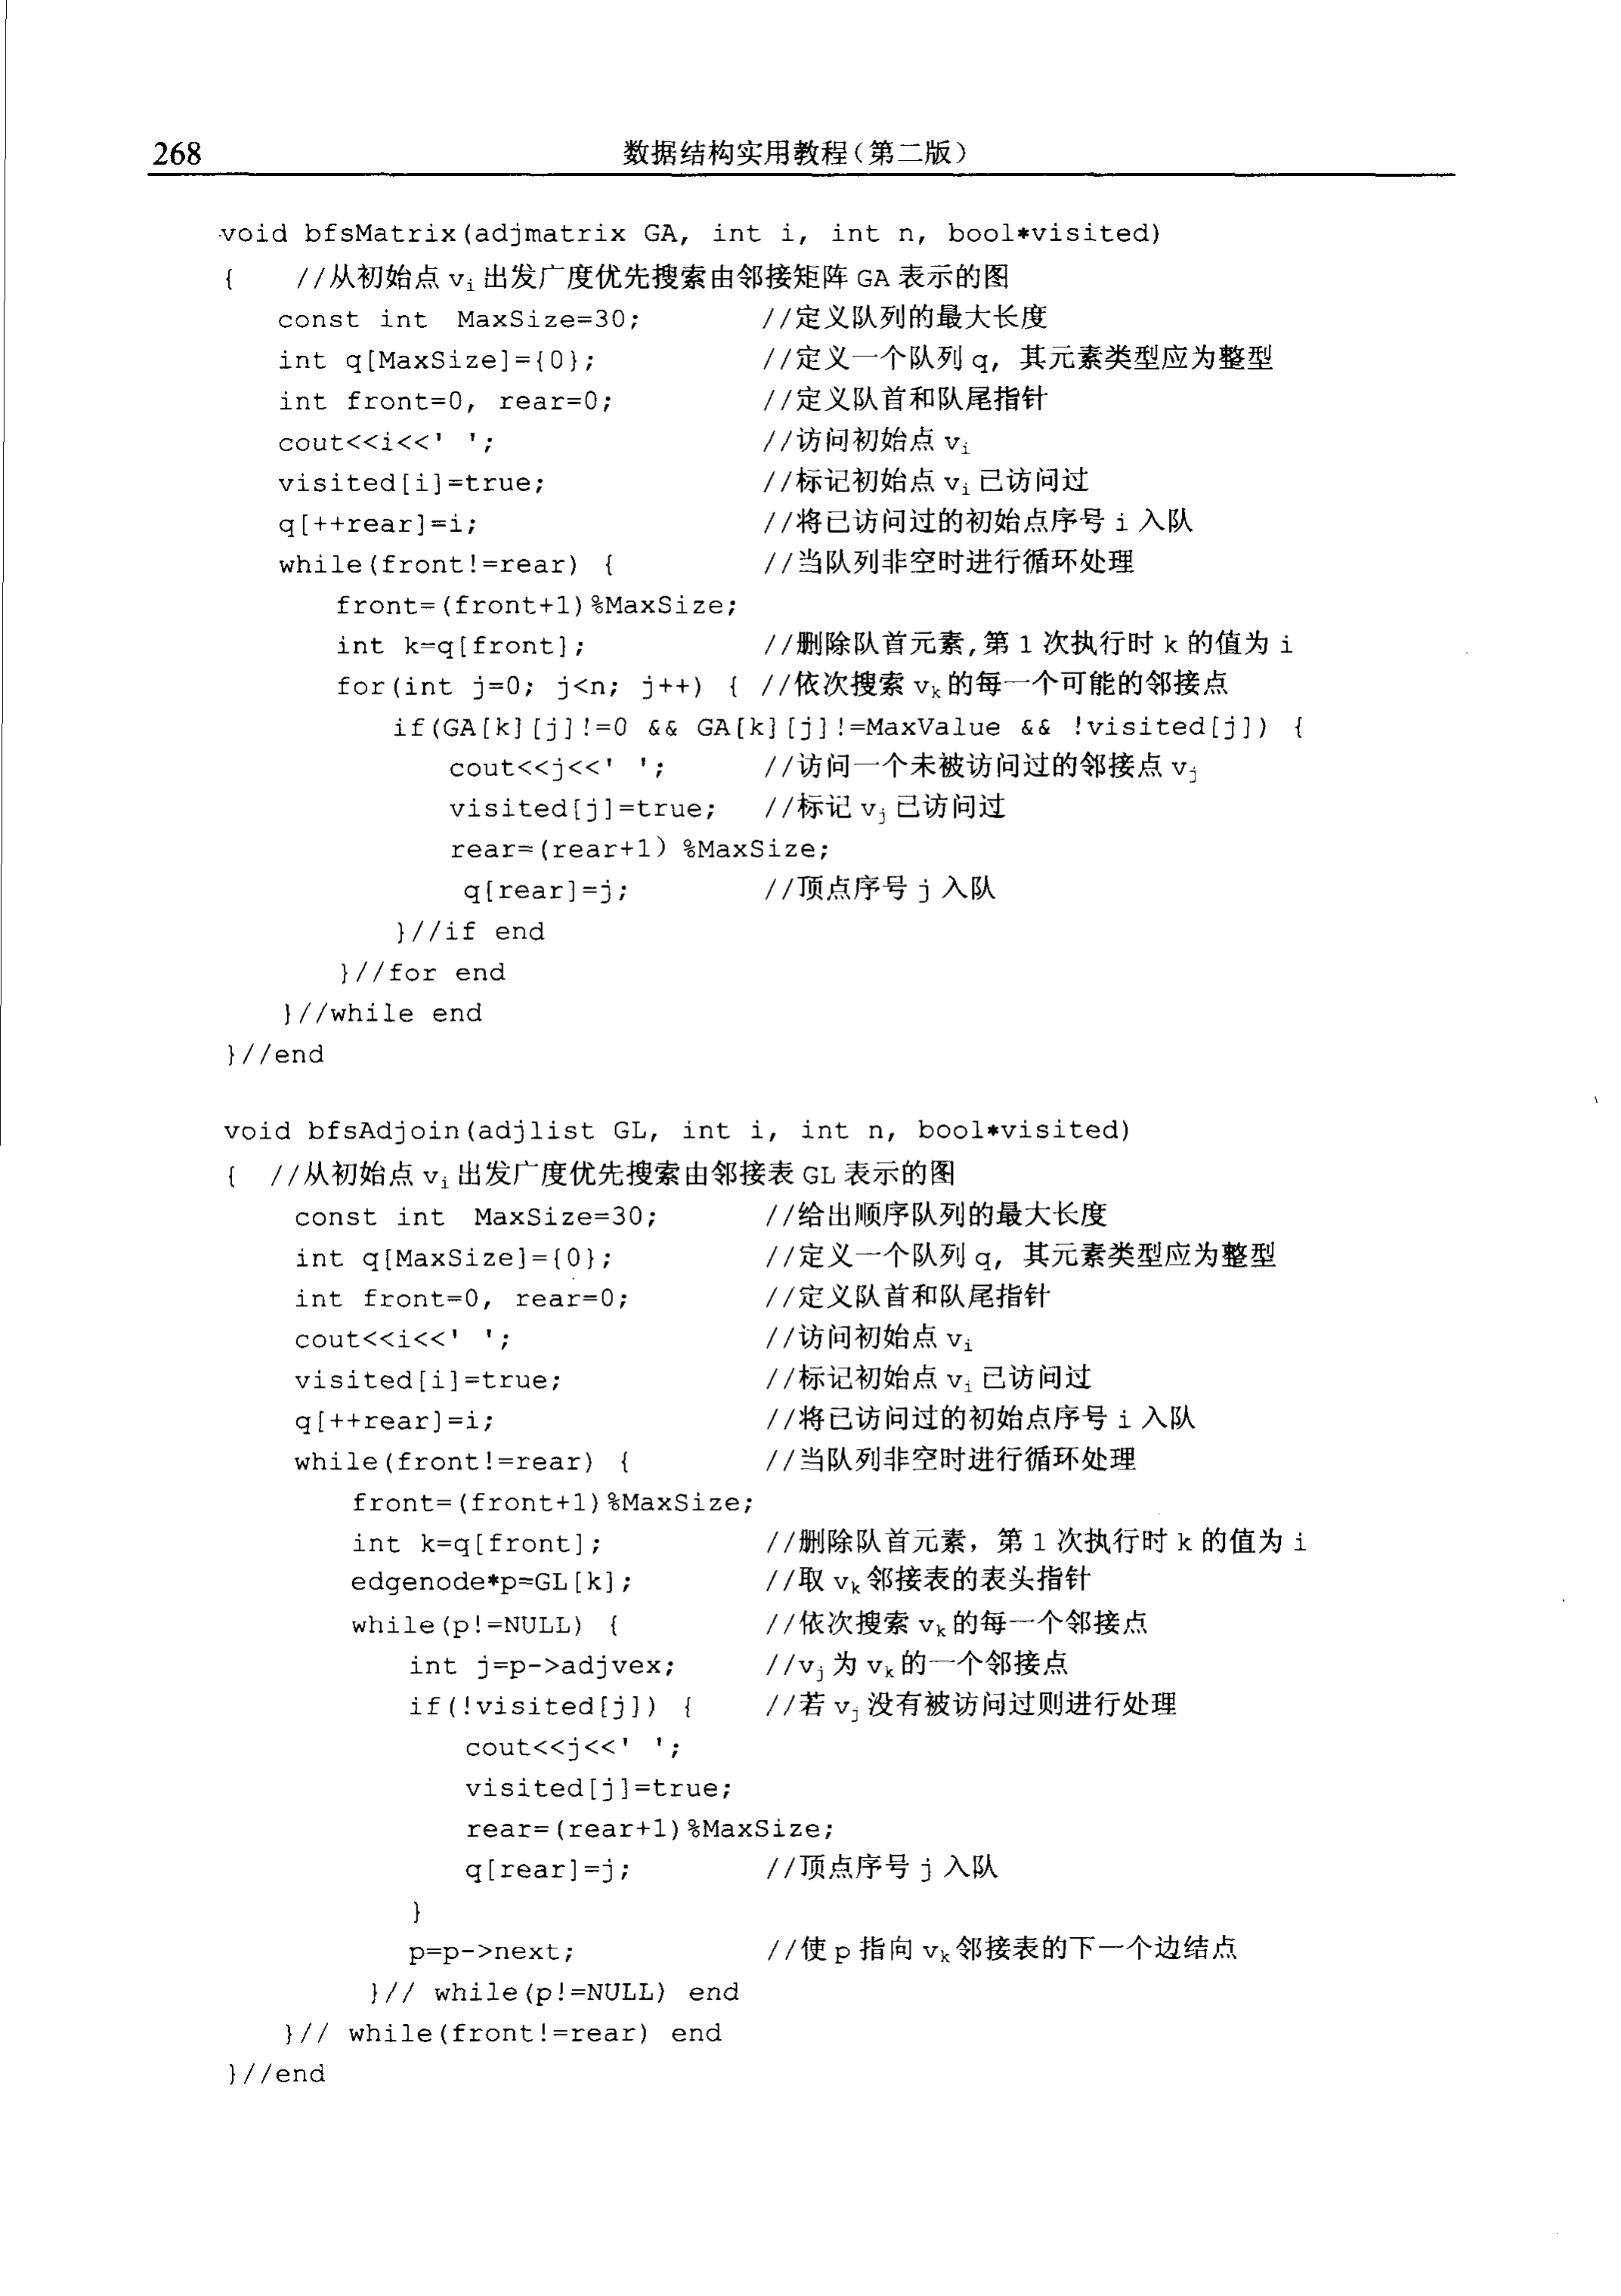 268 数据结构实用教程(第二版)
void bfsMatrix(adjmatrix GA, int i, int n, bool*visited)
{    //从初始点 vi 出发广度优先搜索由邻接矩阵 GA 表示的图
const int  MaxSize=30; //定义队列的最大长度
int q[MaxSize]={0}; //定义一个队列 q, 其元素类型应为整型
int front=0, rear=0; //定义队首和队尾指针
cout<<i<<' '; //访问初始点 vi
visited[i]=true; //标记初始点 vi 已访问过
q[++rear]=i; //将已访问过的初始点序号 i 入队
while(front!=rear) { //当队列非空时进行循环处理
front=(front+1)%MaxSize;
int k=q[front]; //删除队首元素,第 1 次执行时 k 的值为 i
for(int j=0; j<n; j++) { //依次搜索 vk 的每一个可能的邻接点
if(GA[k][j]!=0 && GA[k][j]!=MaxValue && !visited[j]) {
cout<<j<<' '; //访问一个未被访问过的邻接点 vj
visited[j]=true; //标记 vj 已访问过
rear=(rear+1) %MaxSize;
q[rear]=j; //顶点序号 j 入队
}//if end
}//for end
}//while end
}//end
void bfsAdjoin(adjlist GL, int i, int n, bool*visited)
{  //从初始点 vi 出发广度优先搜索由邻接表 GL 表示的图
const int  MaxSize=30; //给出顺序队列的最大长度
int q[MaxSize]={0}; //定义一个队列 q, 其元素类型应为整型
int front=0, rear=0; //定义队首和队尾指针
cout<<i<<' '; //访问初始点 vi
visited[i]=true; //标记初始点 vi 已访问过
q[++rear]=i; //将已访问过的初始点序号 i 入队
while(front!=rear) { //当队列非空时进行循环处理
front=(front+1)%MaxSize;
int k=q[front]; //删除队首元素，第 1 次执行时 k 的值为 i
edgenode*p=GL[k]; //取 vk 邻接表的表头指针
while(p!=NULL) { //依次搜索 vk 的每一个邻接点
int j=p->adjvex; //vj 为 vk 的一个邻接点
if(!visited[j]) { //若 vj 没有被访问过则进行处理
cout<<j<<' ';
visited[j]=true;
rear=(rear+1)%MaxSize;
q[rear]=j; //顶点序号 j 入队
}
p=p->next; //使 p 指向 vk 邻接表的下一个边结点
}// while(p!=NULL) end
}// while(front!=rear) end
}//end